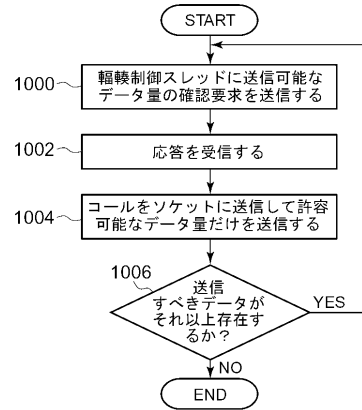 START
1000
輻輳制御スレッドに送信可能な
データ量の確認要求を送信する
1002
応答を受信する
1004
コールをソケットに送信して許容
可能なデータ量だけを送信する
1006
送信
すべきデータが
それ以上存在す
るか？
YES
NO
END